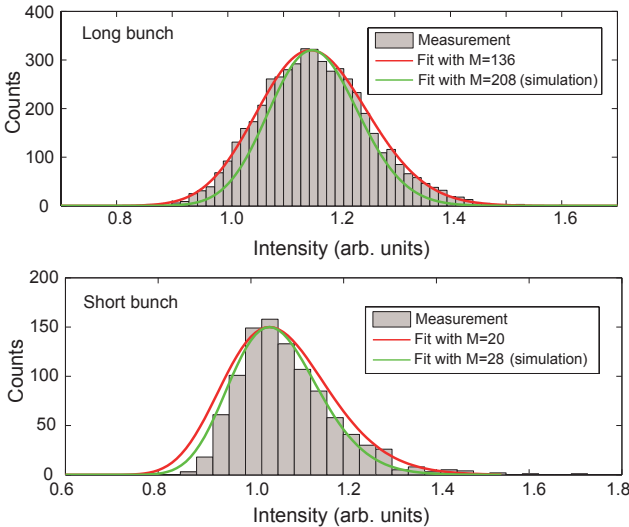 Long bunch
Measurement
Fit with M=136
Fit with M=208 (simulation)
Counts
400
300
200
100
0
0.8
1.0
1.2
1.4
1.6
Intensity (arb. units)
Short bunch
Measurement
Fit with M=20
Fit with M=28 (simulation)
Counts
200
150
100
50
0
0.6
0.8
1.0
1.2
1.4
1.6
1.8
Intensity (arb. units)